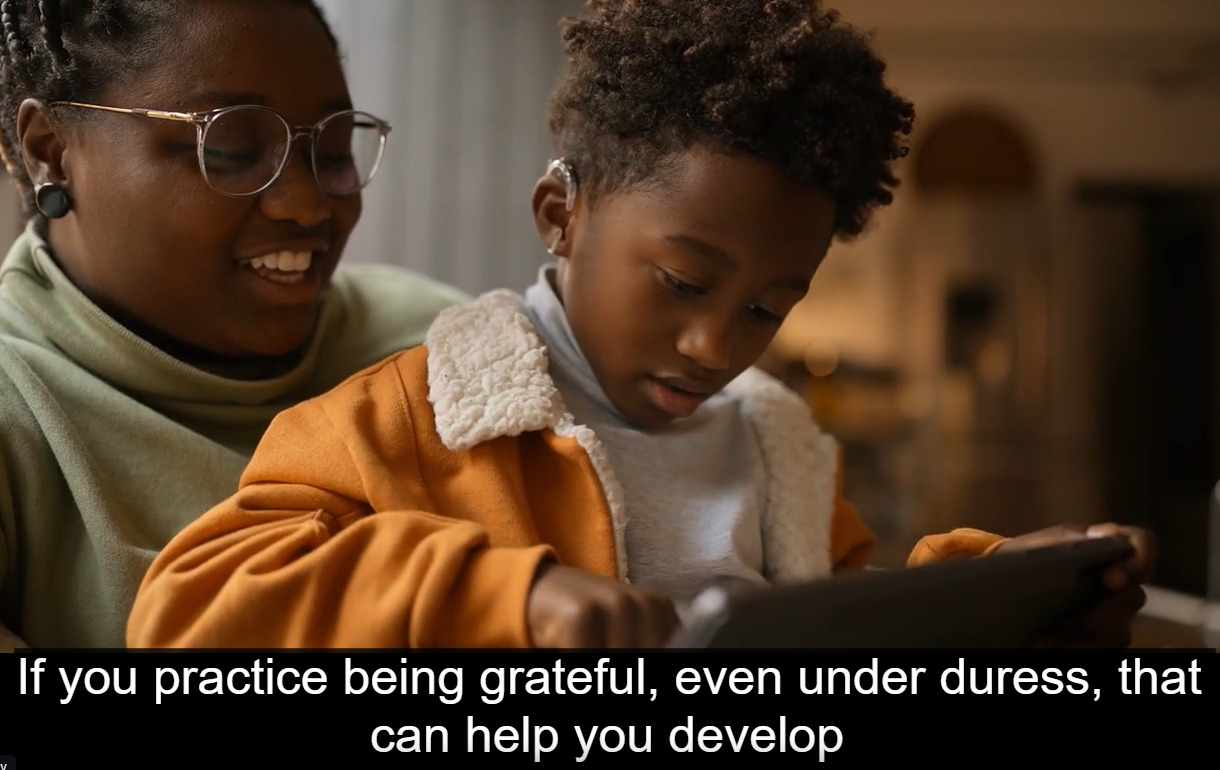 If you practice being grateful, even under duress, that
can help you develop